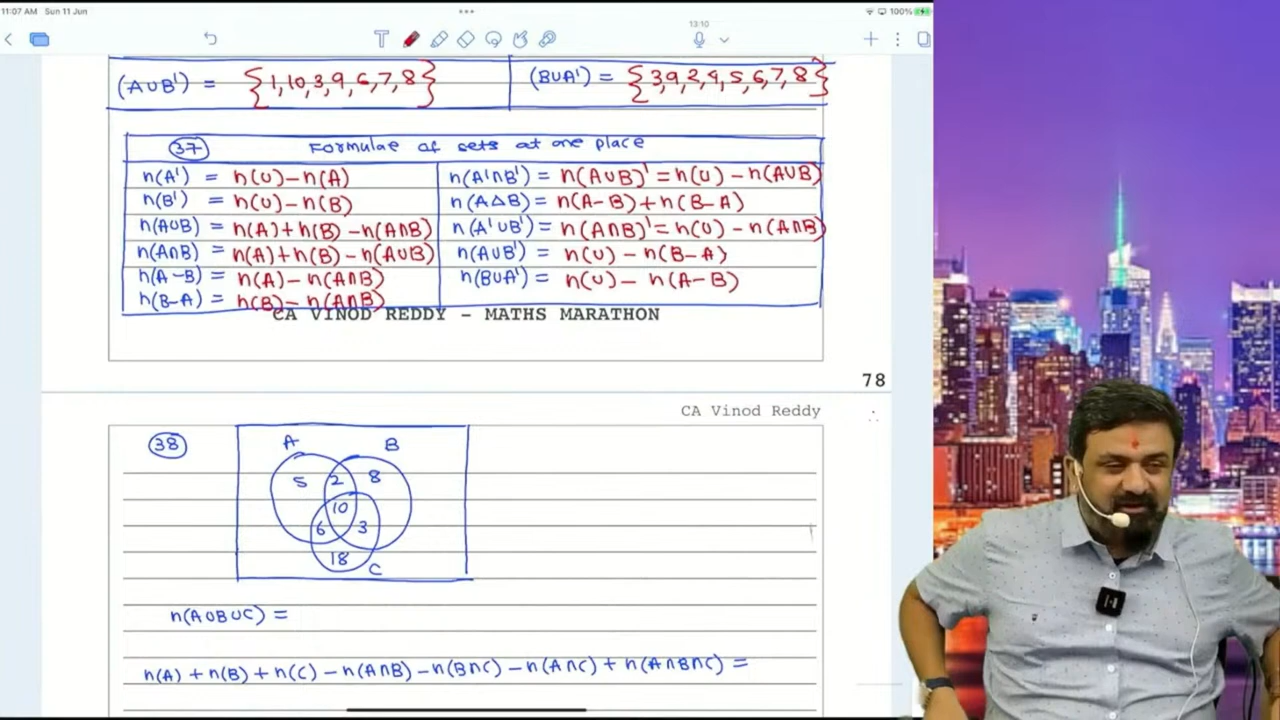 11:07 AM Sun 11 Jun
100%
13:10
T
(A∪B') = {1,10,3,9,6,7,8}
(B∪A') = {3,9,2,4,5,6,7,8}
37 Formulae of sets at one place
n(A') = n(U)-n(A)
n(B') = n(U)-n(B)
n(A∪B) = n(A)+n(B)-n(A∩B)
n(A∩B) = n(A)+n(B)-n(A∪B)
n(A-B) = n(A)-n(A∩B)
n(B-A) = n(B)-n(A∩B)
n(A'∩B') = n(A∪B)' = n(U) - n(A∪B)
n(A△B) = n(A-B)+n(B-A)
n(A'∪B') = n(A∩B)' = n(U) - n(A∩B)
n(A∪B') = n(U) - n(B-A)
n(B∪A') = n(U) - n(A-B)
CA VINOD REDDY - MATHS MARATHON
78
CA Vinod Reddy
38
A B
5 2 8
10
6 3
18
C
n(A∪B∪C) =
n(A) + n(B) + n(C) - n(A∩B) - n(B∩C) - n(A∩C) + n(A∩B∩C) =